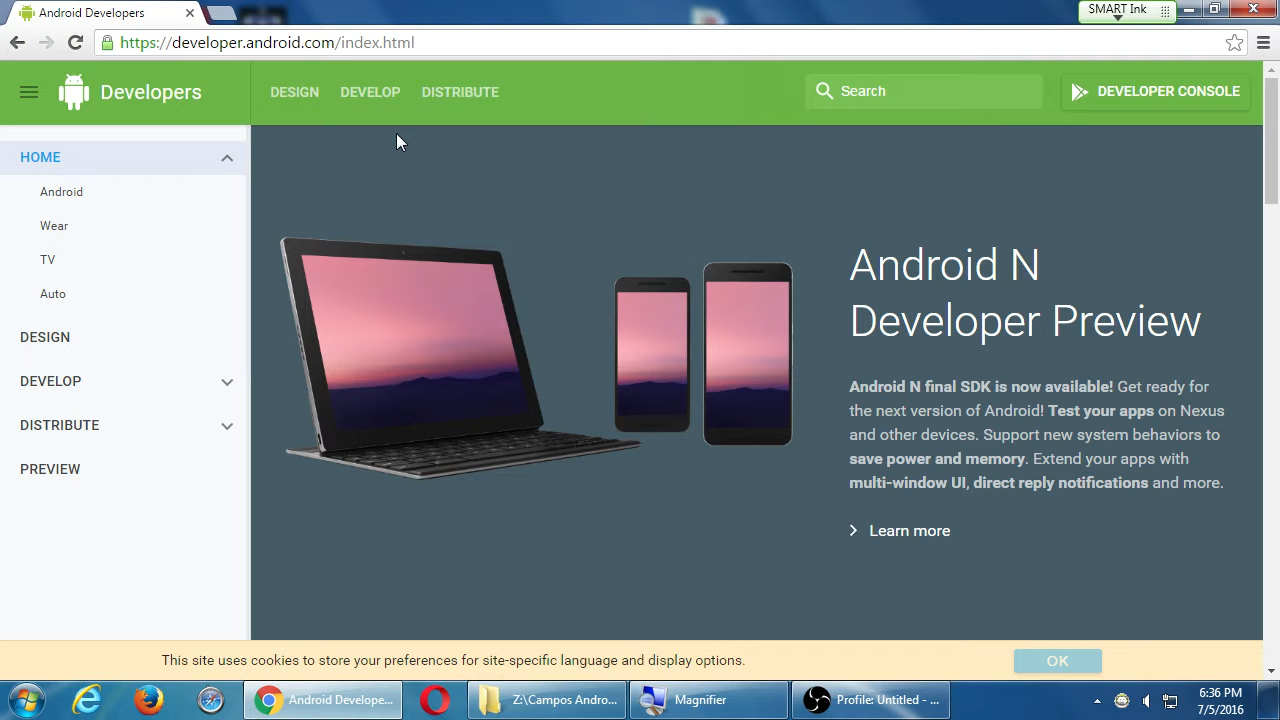 Android Developers
SMART Ink
https://developer.android.com/index.html
Developers
DESIGN
DEVELOP
DISTRIBUTE
Search
DEVELOPER CONSOLE
HOME
Android
Wear
TV
Auto
DESIGN
DEVELOP
DISTRIBUTE
PREVIEW
Android N
Developer Preview
Android N final SDK is now available! Get ready for
the next version of Android! Test your apps on Nexus
and other devices. Support new system behaviors to
save power and memory. Extend your apps with
multi-window UI, direct reply notifications and more.
Learn more
This site uses cookies to store your preferences for site-specific language and display options.
OK
Android Develope...
Z:\Campos Andro...
Magnifier
Profile: Untitled - ...
6:36 PM
7/5/2016